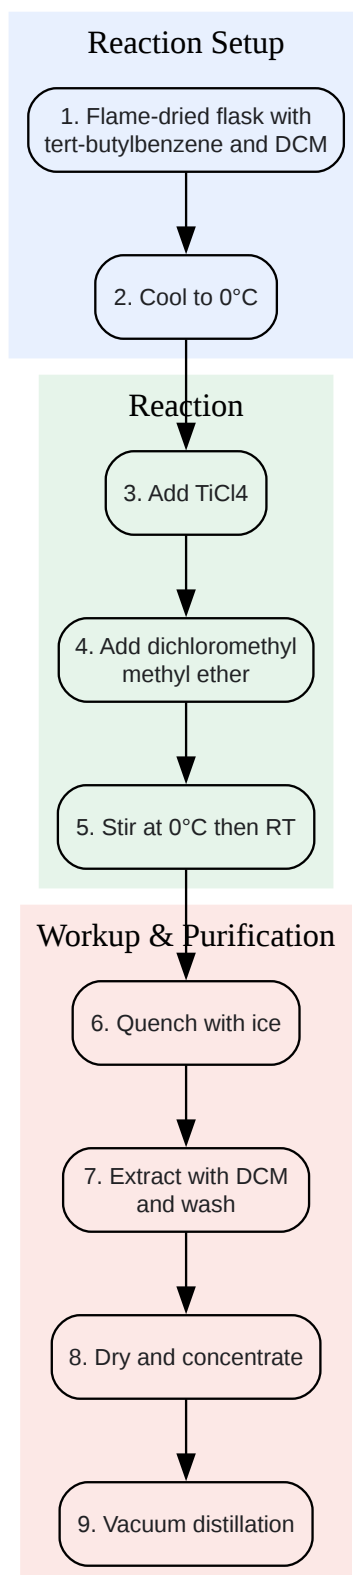 Reaction Setup
1. Flame-dried flask with
tert-butylbenzene and DCM
2. Cool to 0°C
Reaction
3. Add TiCl4
4. Add dichloromethyl
methyl ether
5. Stir at 0°C then RT
Workup & Purification
6. Quench with ice
7. Extract with DCM
and wash
8. Dry and concentrate
9. Vacuum distillation